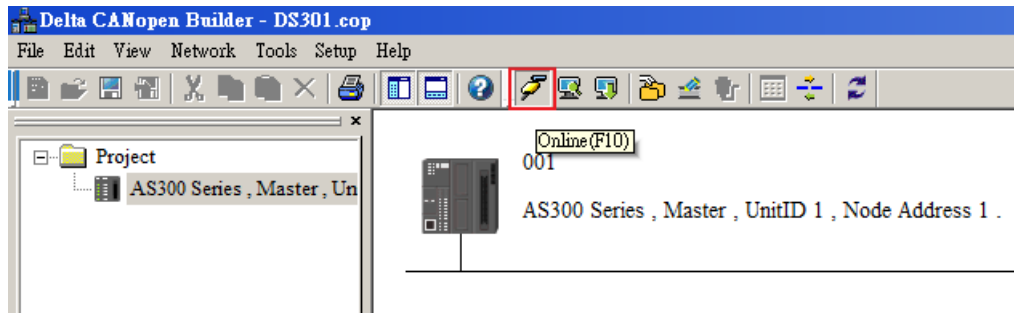 Delta CANopen Builder - DS301.cop
File Edit View Network Tools Setup Help
Project
AS300 Series , Master , Un
Online(F10)
001
AS300 Series , Master , UnitID 1 , Node Address 1 .